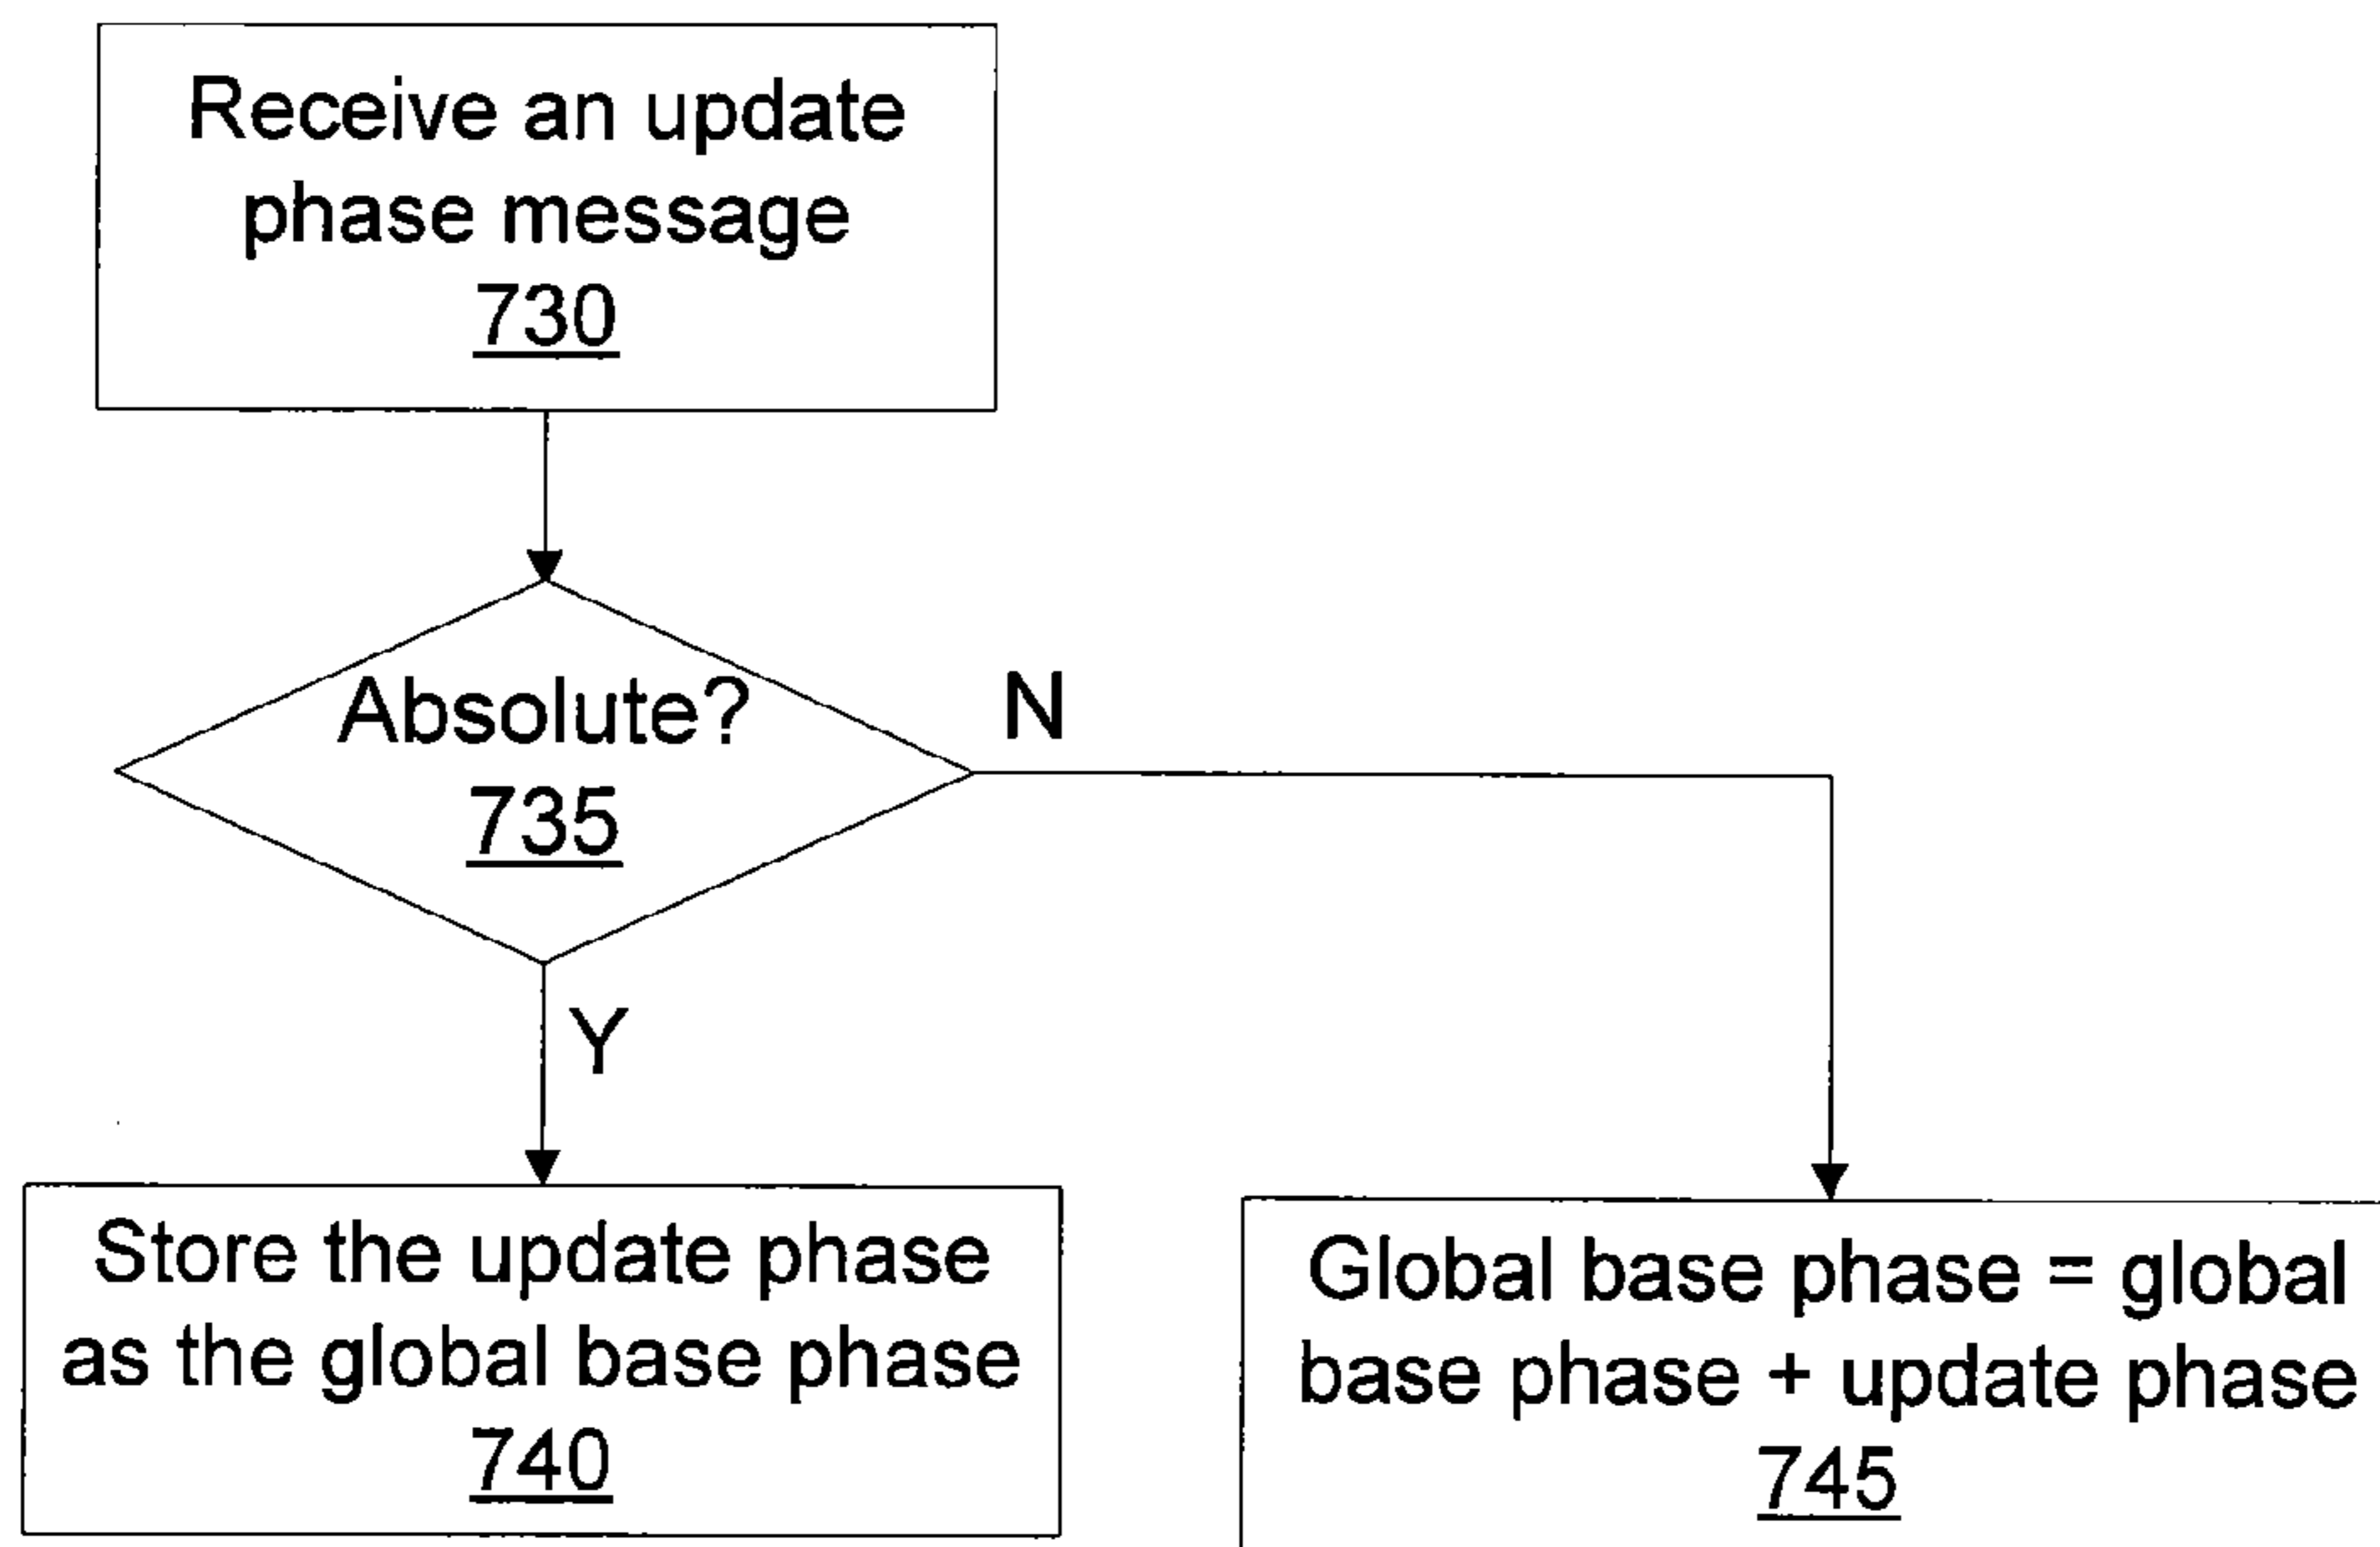 Receive an update
phase message
730
Absolute?
735
N
Y
Store the update phase
as the global base phase
740
Global base phase = global
base phase + update phase
745